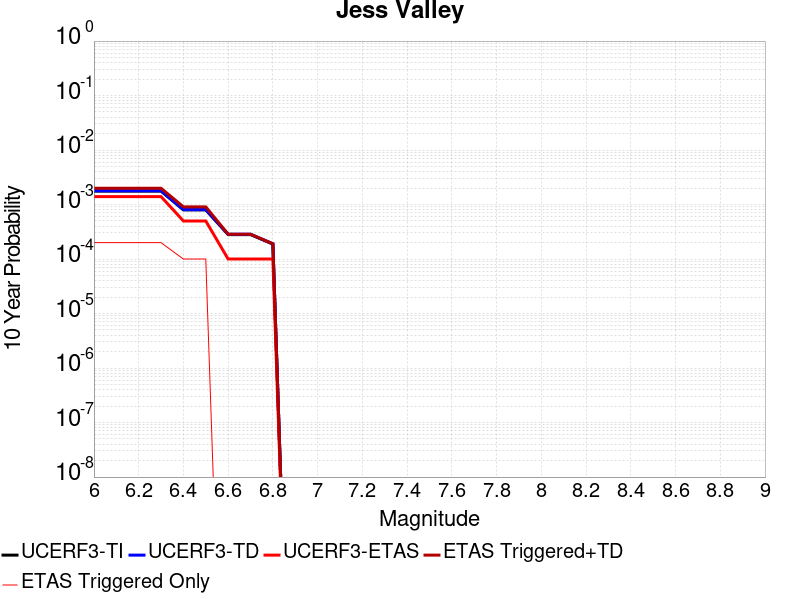 Jess Valley
10 Year Probability
10^0
10^-1
10^-2
10^-3
10^-4
10^-5
10^-6
10^-7
10^-8
6 6.2 6.4 6.6 6.8 7 7.2 7.4 7.6 7.8 8 8.2 8.4 8.6 8.8 9
Magnitude
UCERF3-TI UCERF3-TD UCERF3-ETAS ETAS Triggered+TD
ETAS Triggered Only